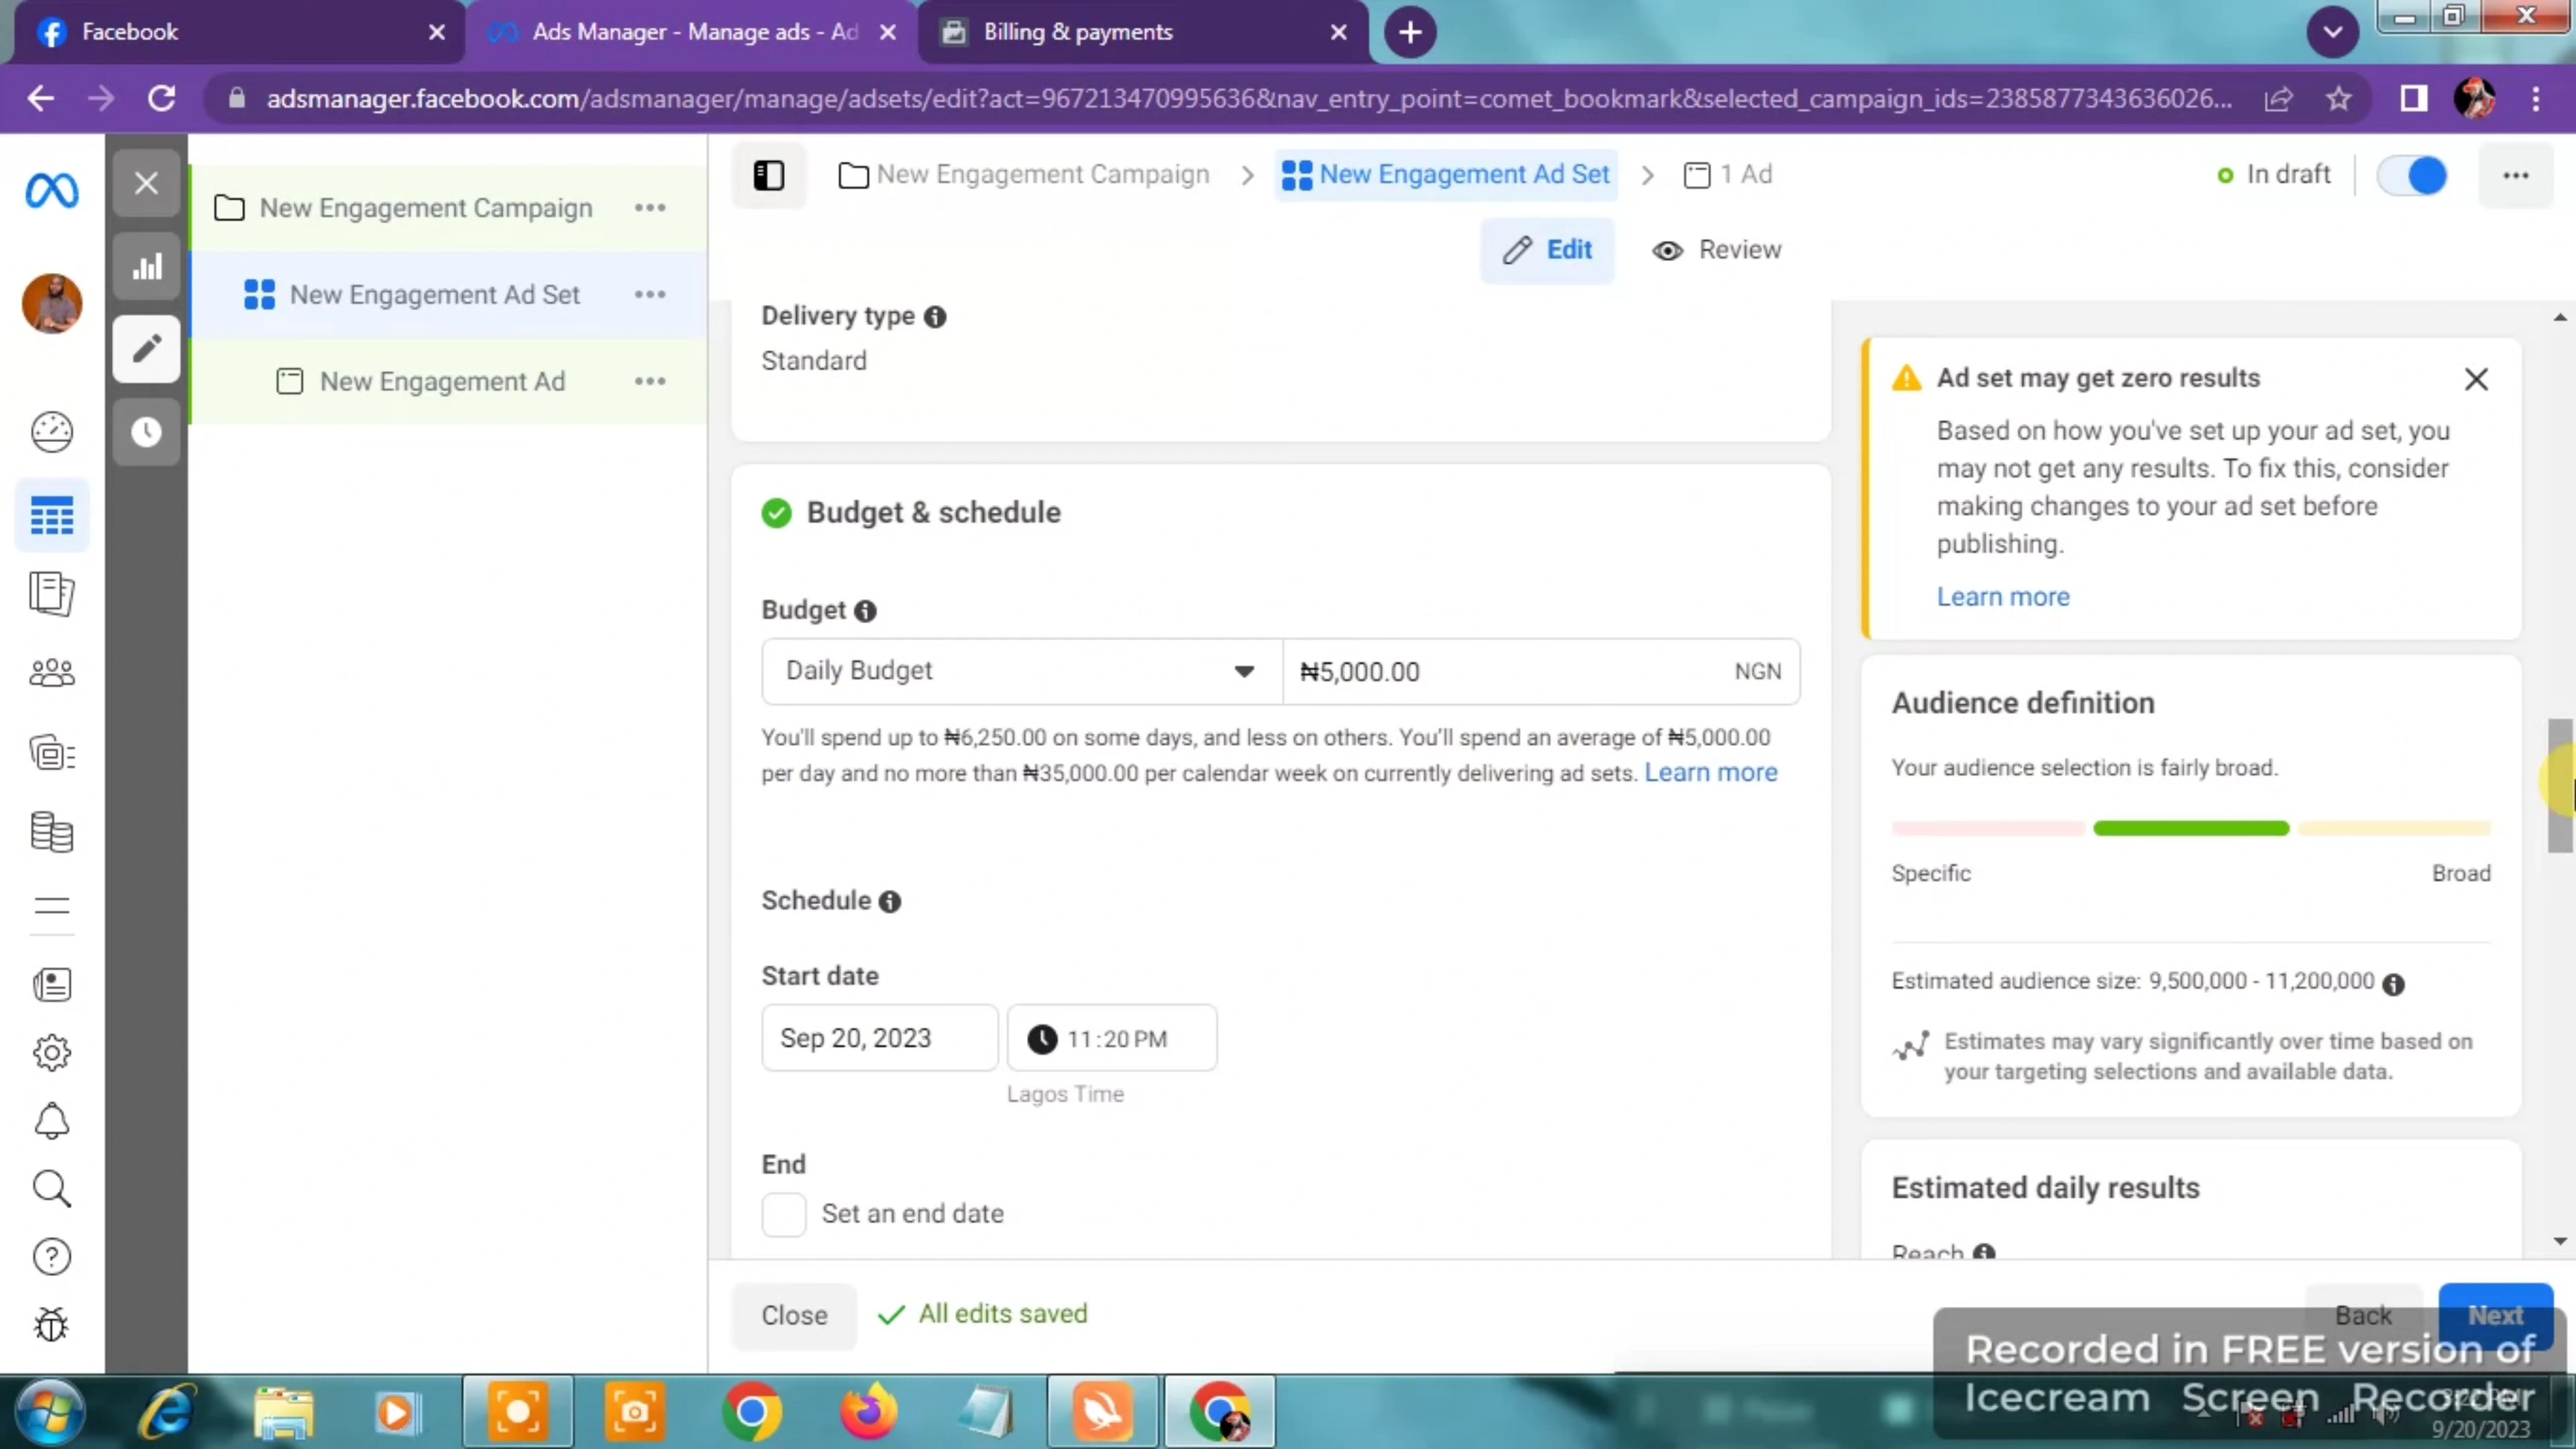 Facebook
Ads Manager - Manage ads - Ad
Billing & payments
adsmanager.facebook.com/adsmanager/manage/adsets/edit?act=967213470995636&nav_entry_point=comet_bookmark&selected_campaign_ids=2385877343636026...
New Engagement Campaign
New Engagement Ad Set
New Engagement Ad
New Engagement Campaign > New Engagement Ad Set > 1 Ad
In draft
Edit
Review
Delivery type
Standard
Budget & schedule
Budget
Daily Budget
₦5,000.00
NGN
You'll spend up to ₦6,250.00 on some days, and less on others. You'll spend an average of ₦5,000.00
per day and no more than ₦35,000.00 per calendar week on currently delivering ad sets. Learn more
Schedule
Start date
Sep 20, 2023
11:20 PM
Lagos Time
End
Set an end date
Ad set may get zero results
Based on how you've set up your ad set, you
may not get any results. To fix this, consider
making changes to your ad set before
publishing.
Learn more
Audience definition
Your audience selection is fairly broad.
Specific
Broad
Estimated audience size: 9,500,000 - 11,200,000
Estimates may vary significantly over time based on
your targeting selections and available data.
Estimated daily results
Reach
Close
All edits saved
Back
Next
Recorded in FREE version of
Icecream Screen Recorder
9/20/2023